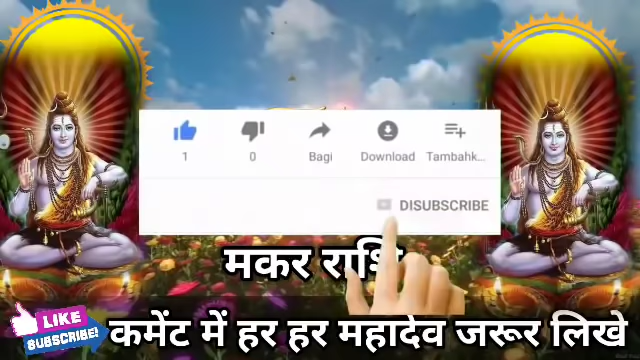 1 0 Bagi Download Tambahk...
DISUBSCRIBE
मकर राशि
LIKE
SUBSCRIBE!
कमेंट में हर हर महादेव जरूर लिखे